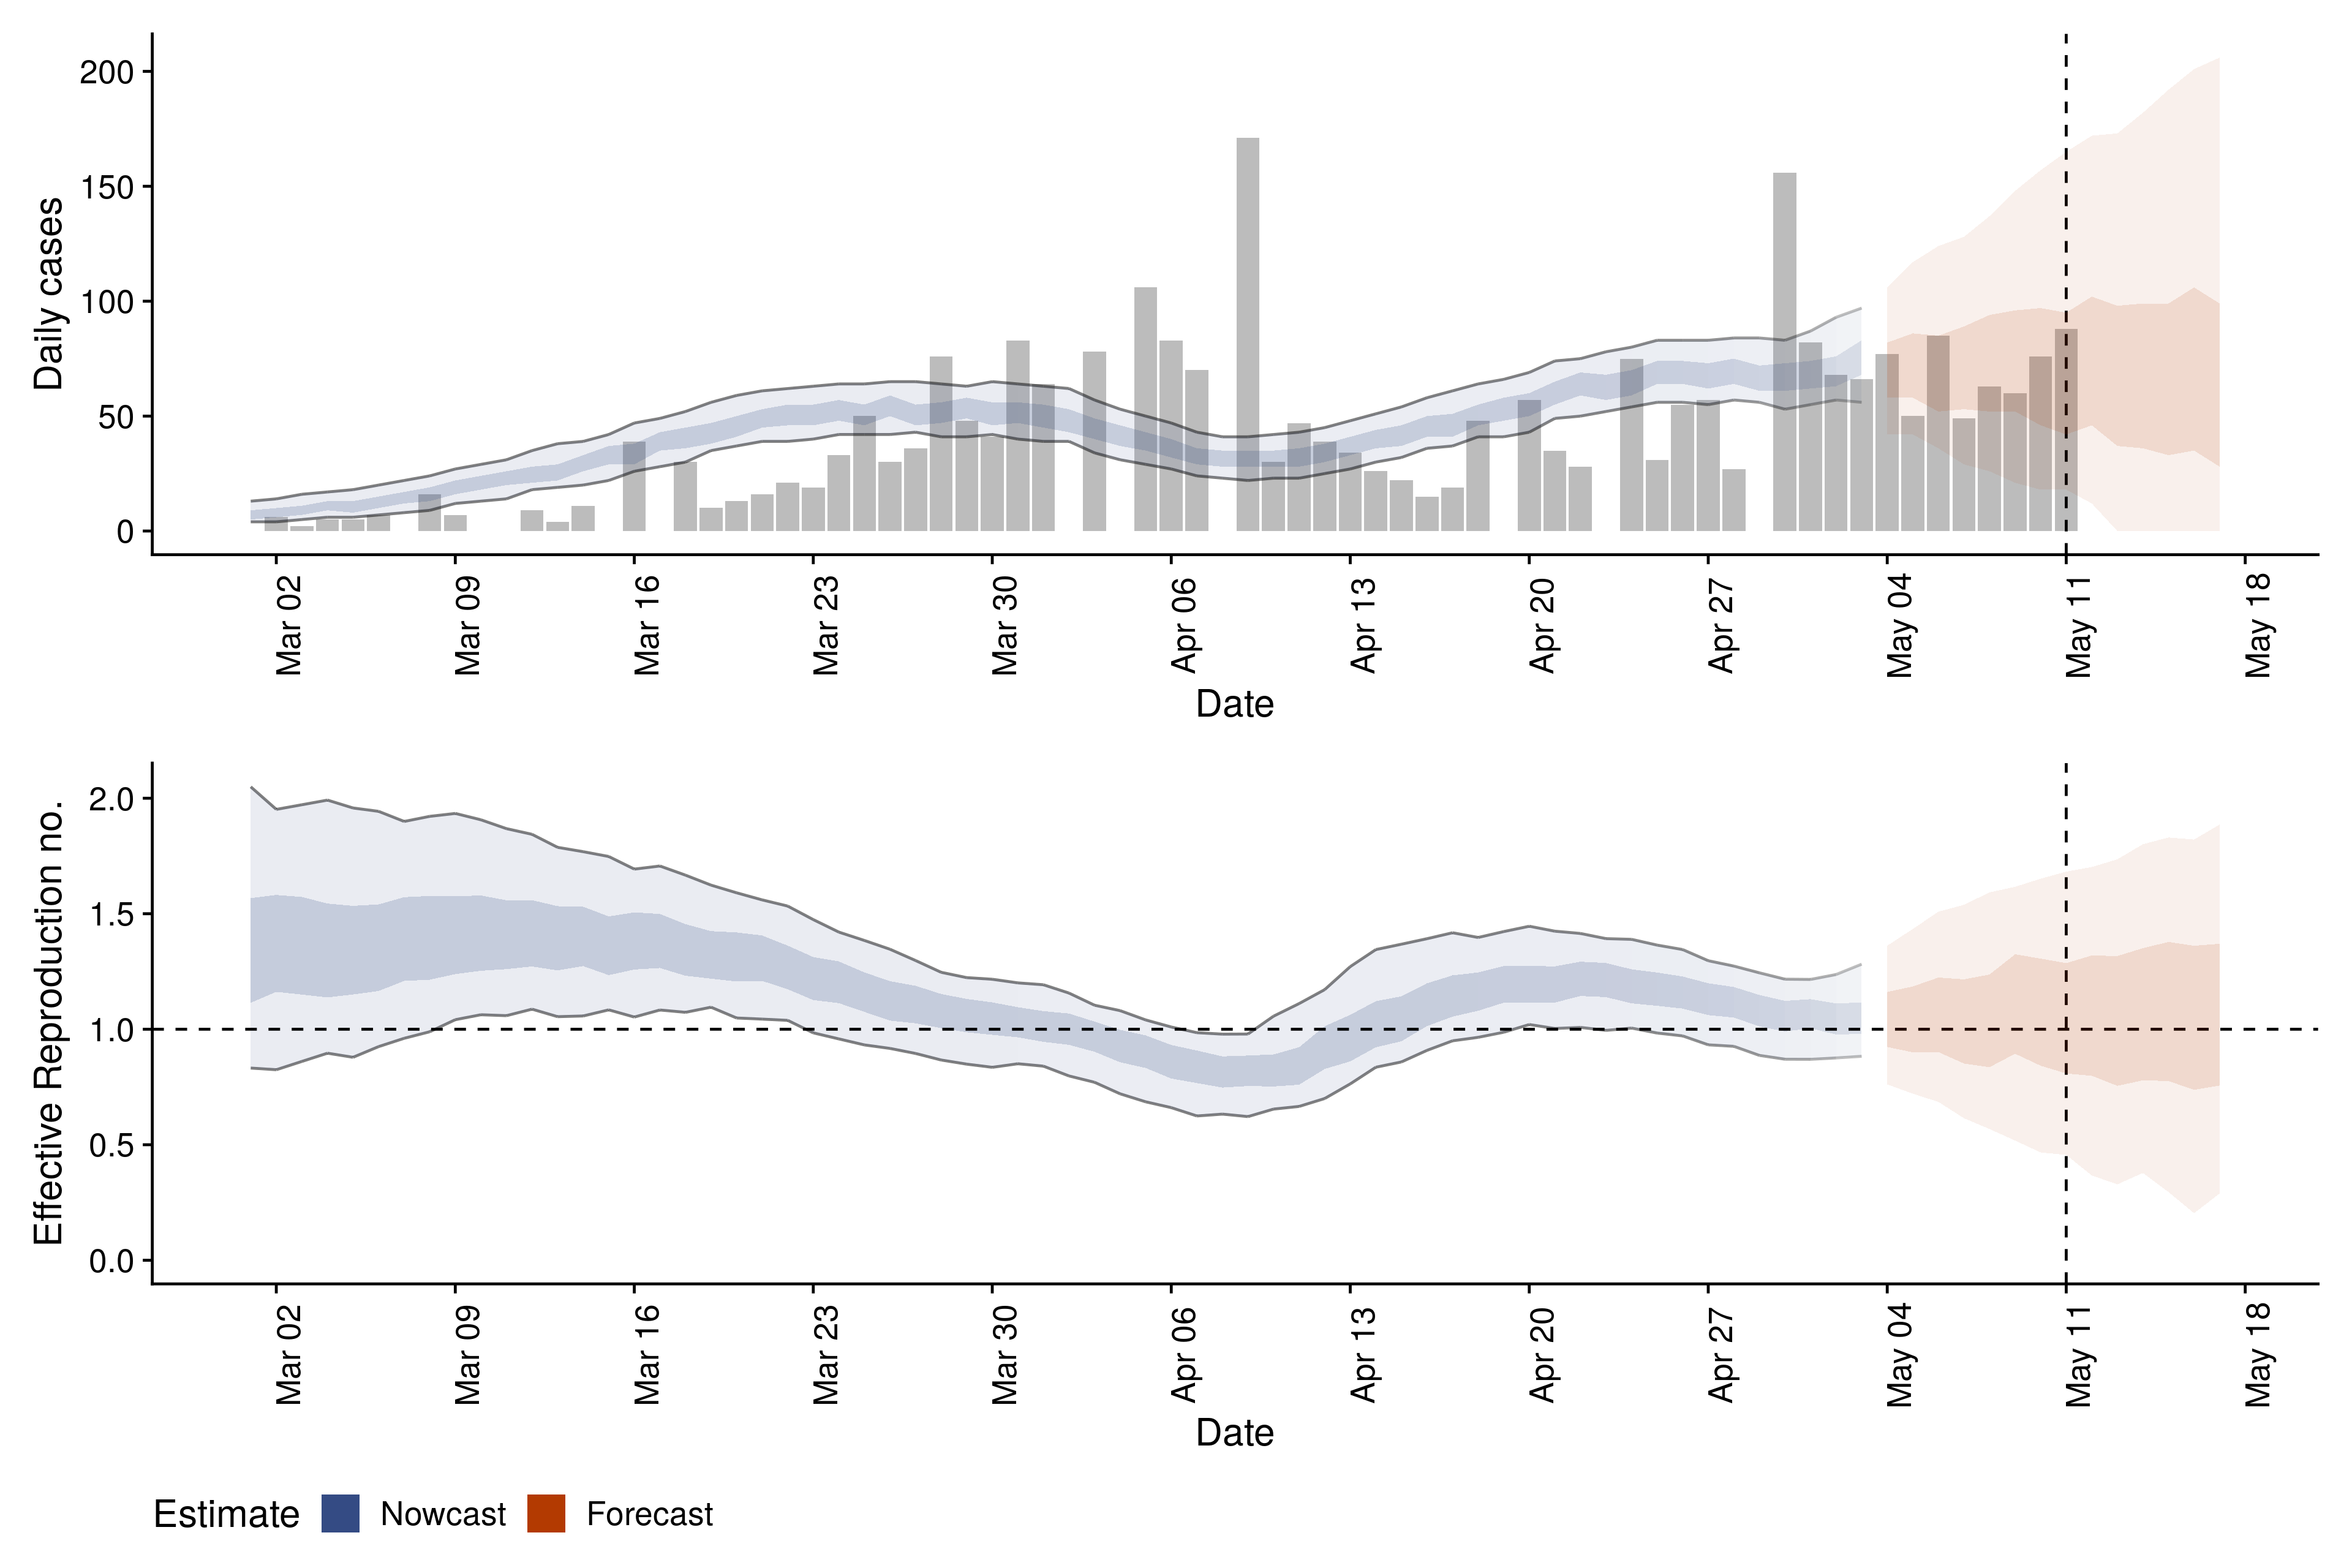 Daily cases
200
150
100
50
0
Mar 02
Mar 09
Mar 16
Mar 23
Mar 30
Apr 06
Apr 13
Apr 20
Apr 27
May 04
May 11
May 18
Date
Effective Reproduction no.
2.0
1.5
1.0
0.5
0.0
Mar 02
Mar 09
Mar 16
Mar 23
Mar 30
Apr 06
Apr 13
Apr 20
Apr 27
May 04
May 11
May 18
Date
Estimate Nowcast Forecast